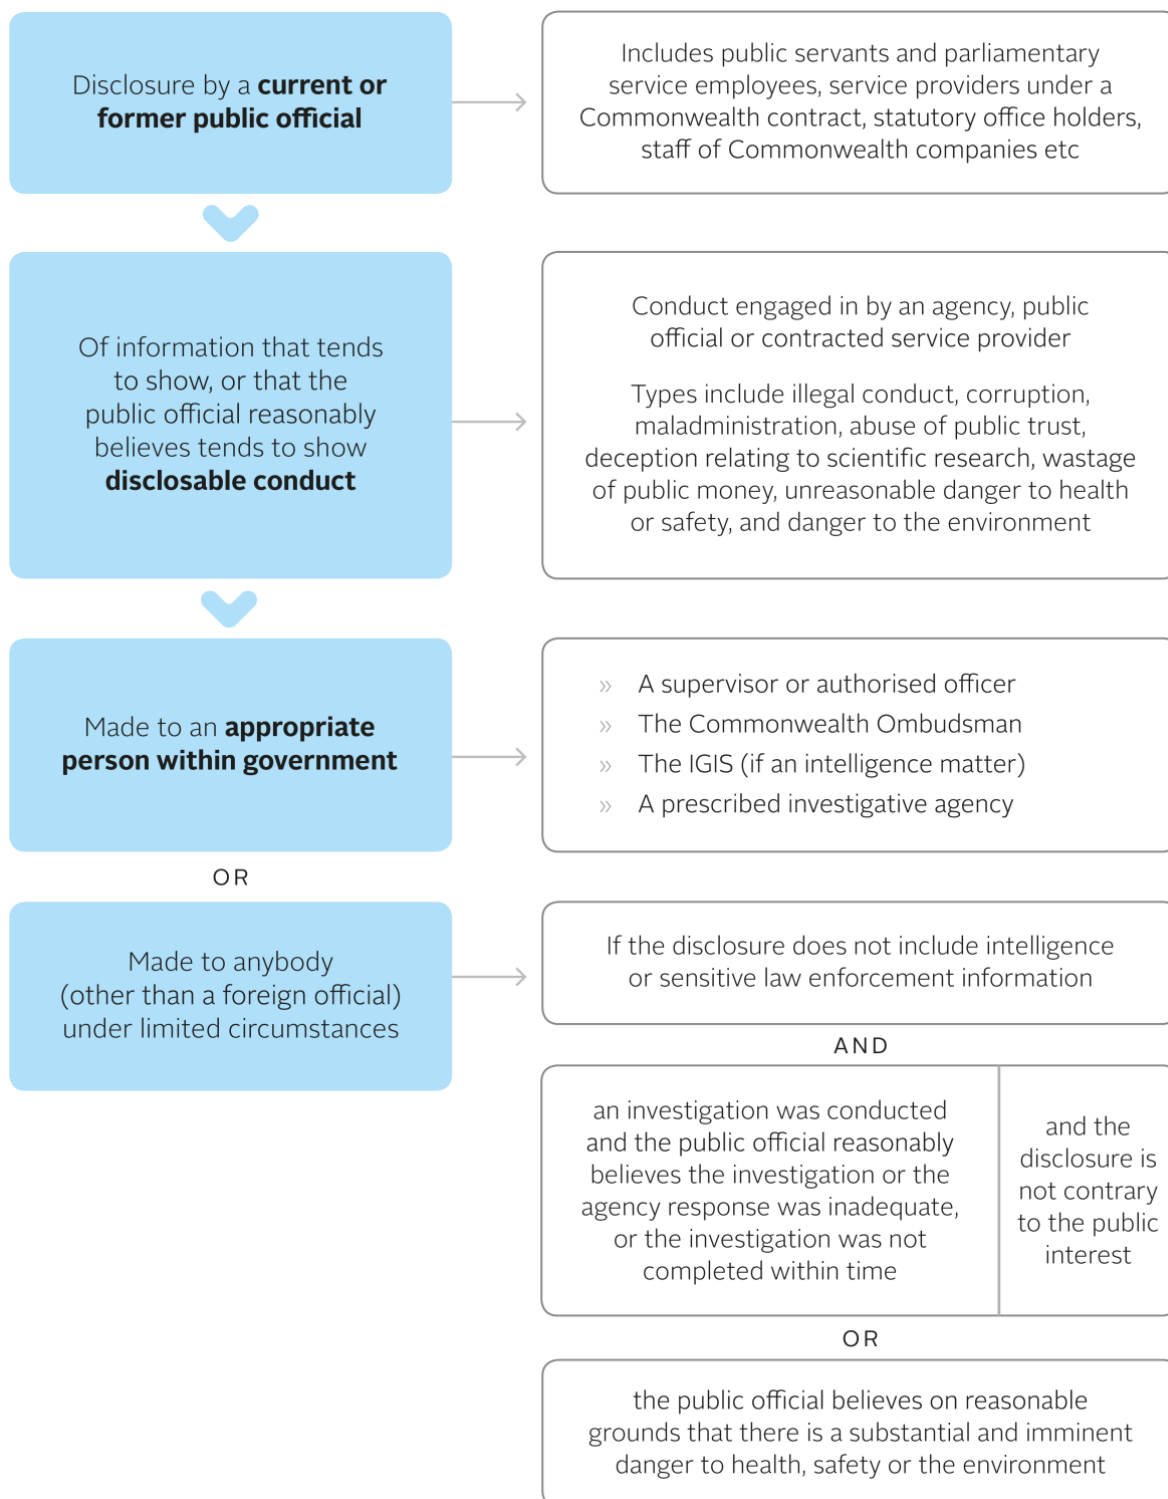 Disclosure by a current or
former public official
Includes public servants and parliamentary
service employees, service providers under a
Commonwealth contract, statutory office holders,
staff of Commonwealth companies etc
Of information that tends
to show, or that the
public official reasonably
believes tends to show
disclosable conduct
Conduct engaged in by an agency, public
official or contracted service provider
Types include illegal conduct, corruption,
maladministration, abuse of public trust,
deception relating to scientific research, wastage
of public money, unreasonable danger to health
or safety, and danger to the environment
Made to an appropriate
person within government
» A supervisor or authorised officer
» The Commonwealth Ombudsman
» The IGIS (if an intelligence matter)
» A prescribed investigative agency
OR
Made to anybody
(other than a foreign official)
under limited circumstances
If the disclosure does not include intelligence
or sensitive law enforcement information
AND
an investigation was conducted
and the public official reasonably
believes the investigation or the
agency response was inadequate,
or the investigation was not
completed within time
and the
disclosure is
not contrary
to the public
interest
OR
the public official believes on reasonable
grounds that there is a substantial and imminent
danger to health, safety or the environment